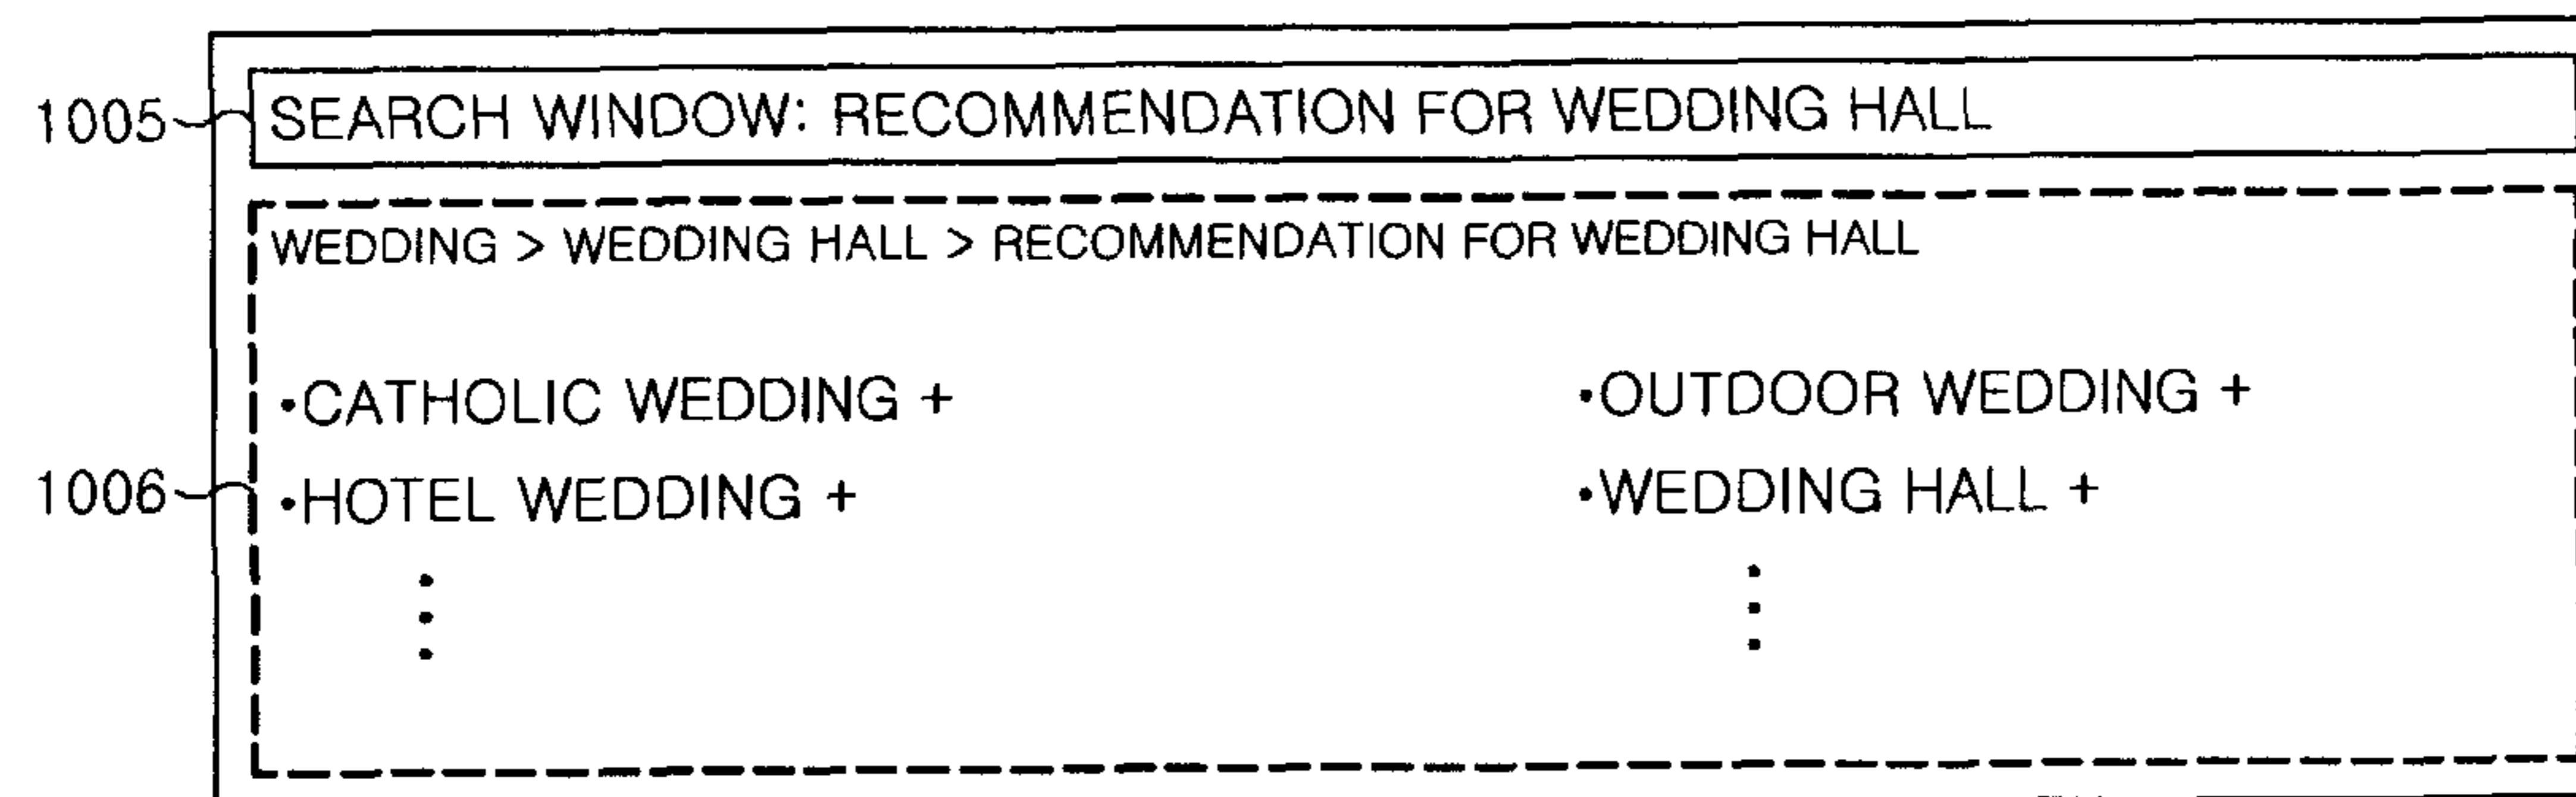 1005 SEARCH WINDOW: RECOMMENDATION FOR WEDDING HALL
WEDDING > WEDDING HALL > RECOMMENDATION FOR WEDDING HALL
•CATHOLIC WEDDING + •OUTDOOR WEDDING +
1006 •HOTEL WEDDING + •WEDDING HALL +